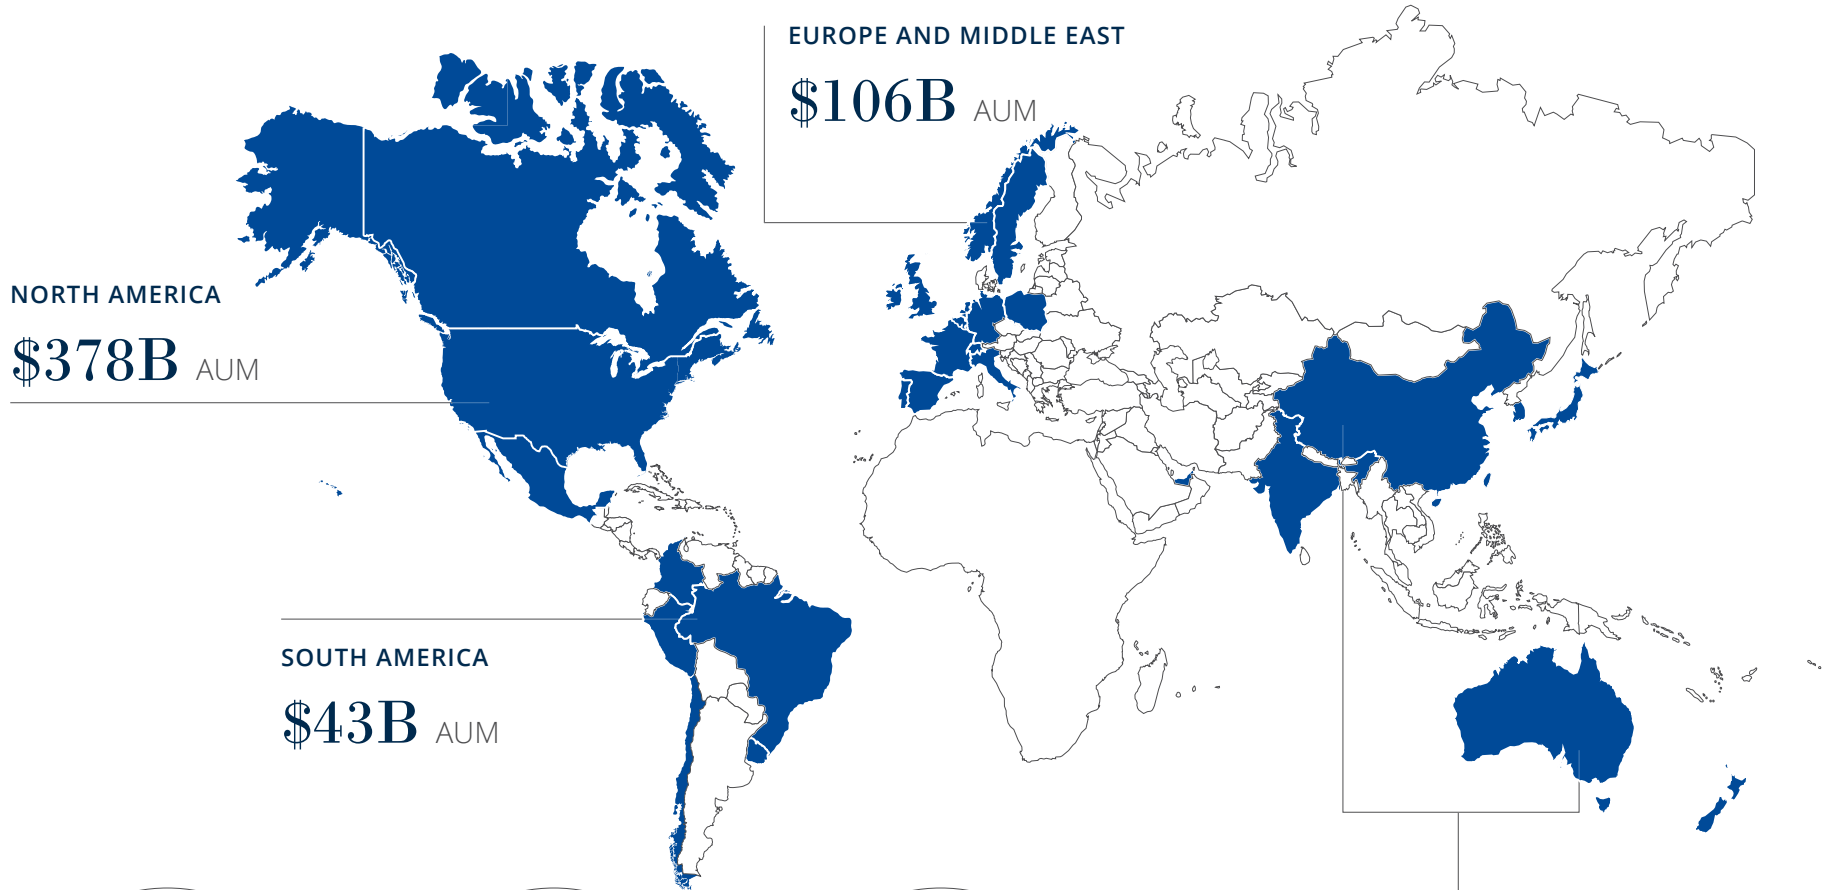 EUROPE AND MIDDLE EAST
$106B AUM
NORTH AMERICA
$378B AUM
SOUTH AMERICA
$43B AUM